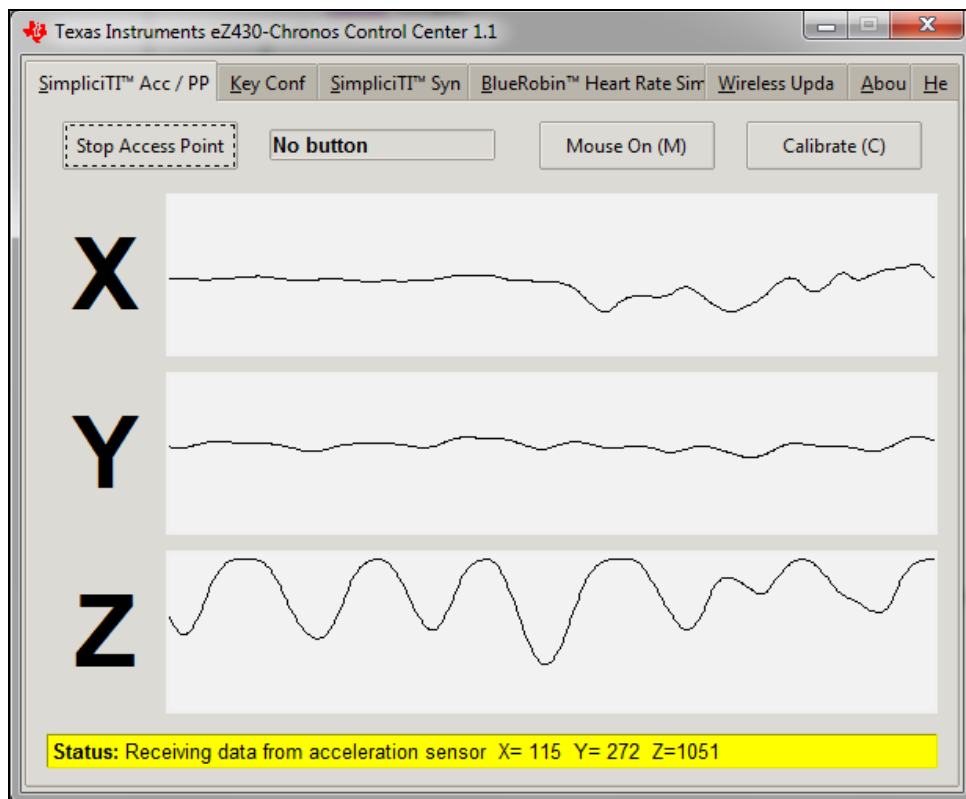 Texas Instruments eZ430-Chronos Control Center 1.1
SimpliciTI™ Acc / PP Key Conf SimpliciTI™ Syn BlueRobin™ Heart Rate Sim Wireless Upda Abou He
Stop Access Point No button Mouse On (M) Calibrate (C)
X
Y
Z
Status: Receiving data from acceleration sensor X= 115 Y= 272 Z=1051